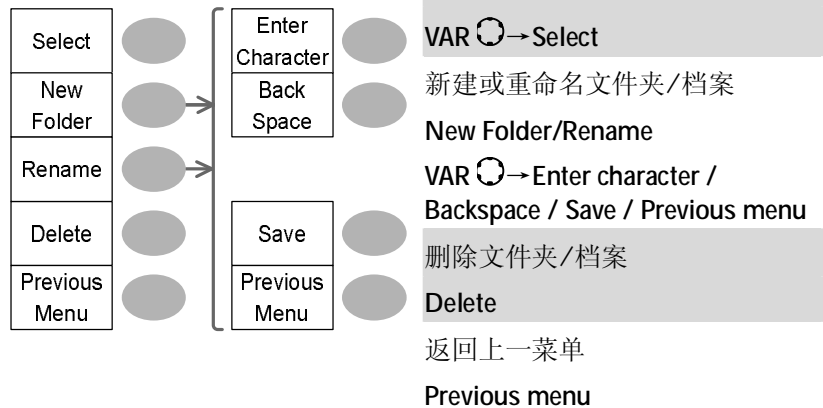 Select
New
Folder
Rename
Delete
Previous
Menu
Enter
Character
Back
Space
Save
Previous
Menu
VAR →Select
新建或重命名文件夹/档案
New Folder/Rename
VAR →Enter character /
Backspace / Save / Previous menu
删除文件夹/档案
Delete
返回上一菜单
Previous menu